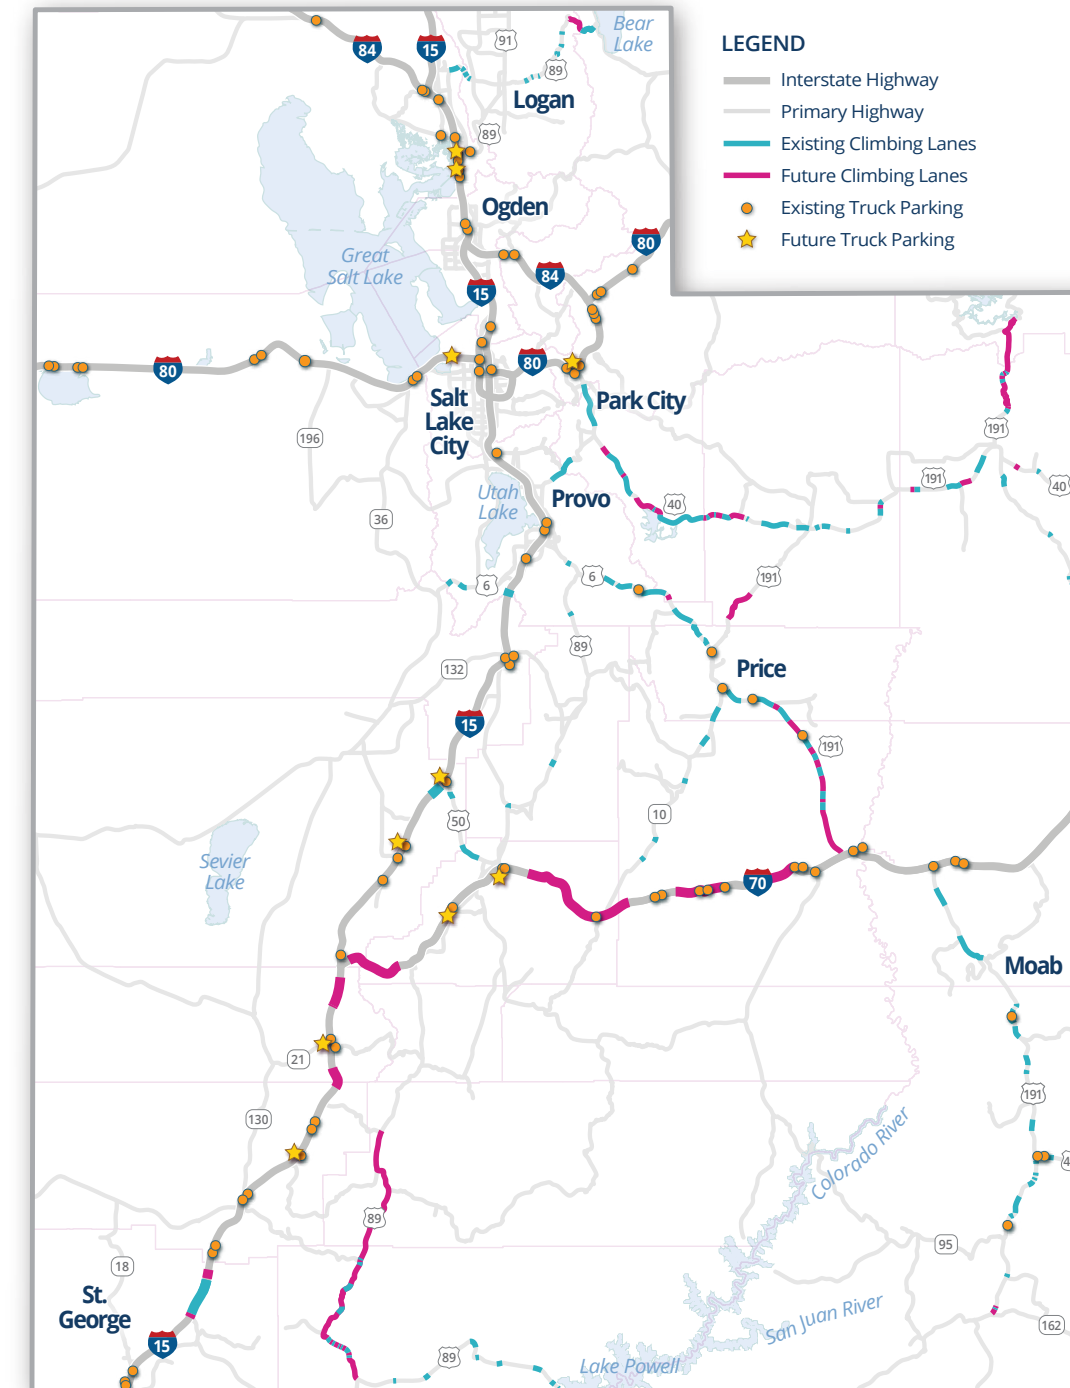 LEGEND
Interstate Highway
Primary Highway
Existing Climbing Lanes
Future Climbing Lanes
Existing Truck Parking
Future Truck Parking
84
15
91
Bear
Lake
89
Logan
89
Ogden
80
Great
Salt Lake
84
15
80
80
Salt
Lake
City
Park City
196
191
191
40
Utah
Lake
Provo
40
36
6
6
191
89
132
Price
15
191
10
50
Sevier
Lake
70
Moab
21
191
130
Colorado River
4
89
95
18
St.
George
San Juan River
162
15
89
Lake Powell